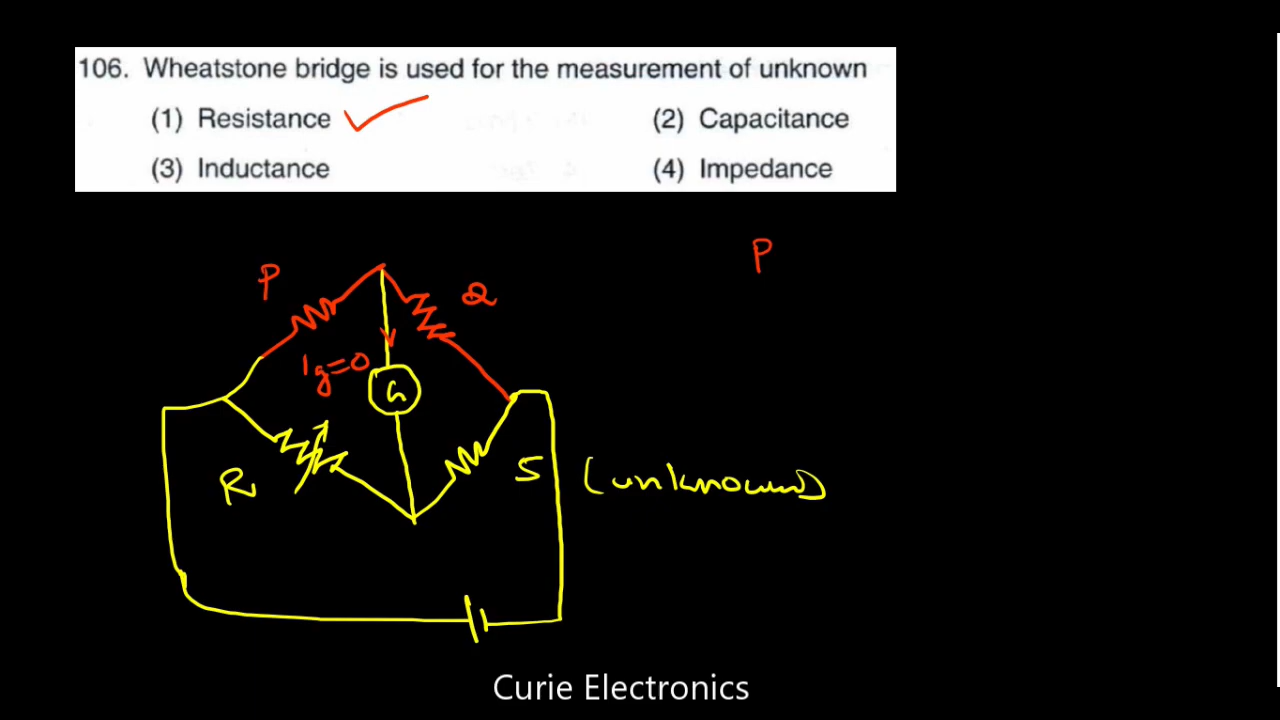 106. Wheatstone bridge is used for the measurement of unknown
(1) Resistance (2) Capacitance
(3) Inductance (4) Impedance
P
P Q
Ig=0
G
R S (unknown)
Curie Electronics